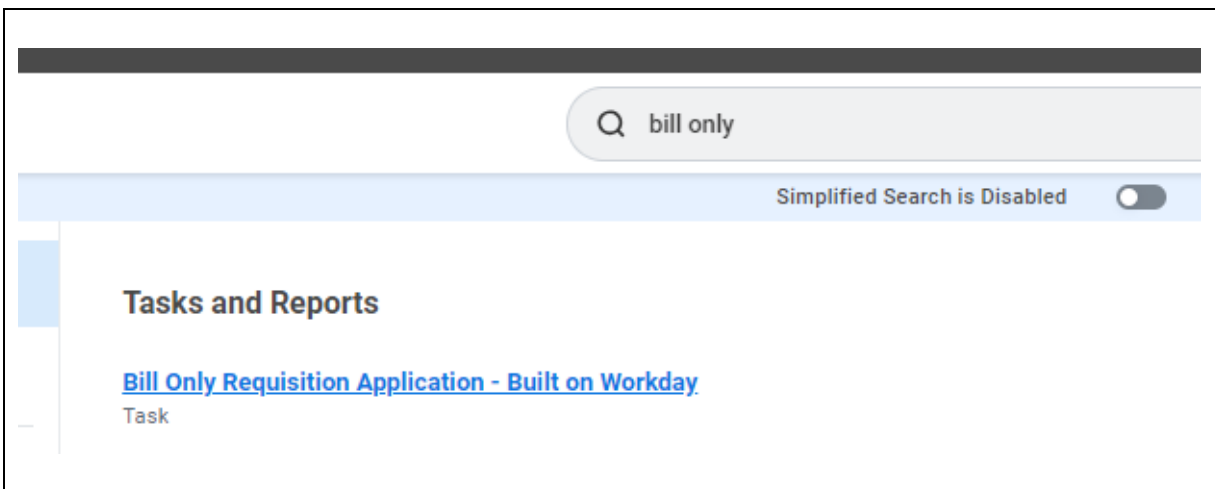 bill only
Simplified Search is Disabled
Tasks and Reports
Bill Only Requisition Application - Built on Workday
Task